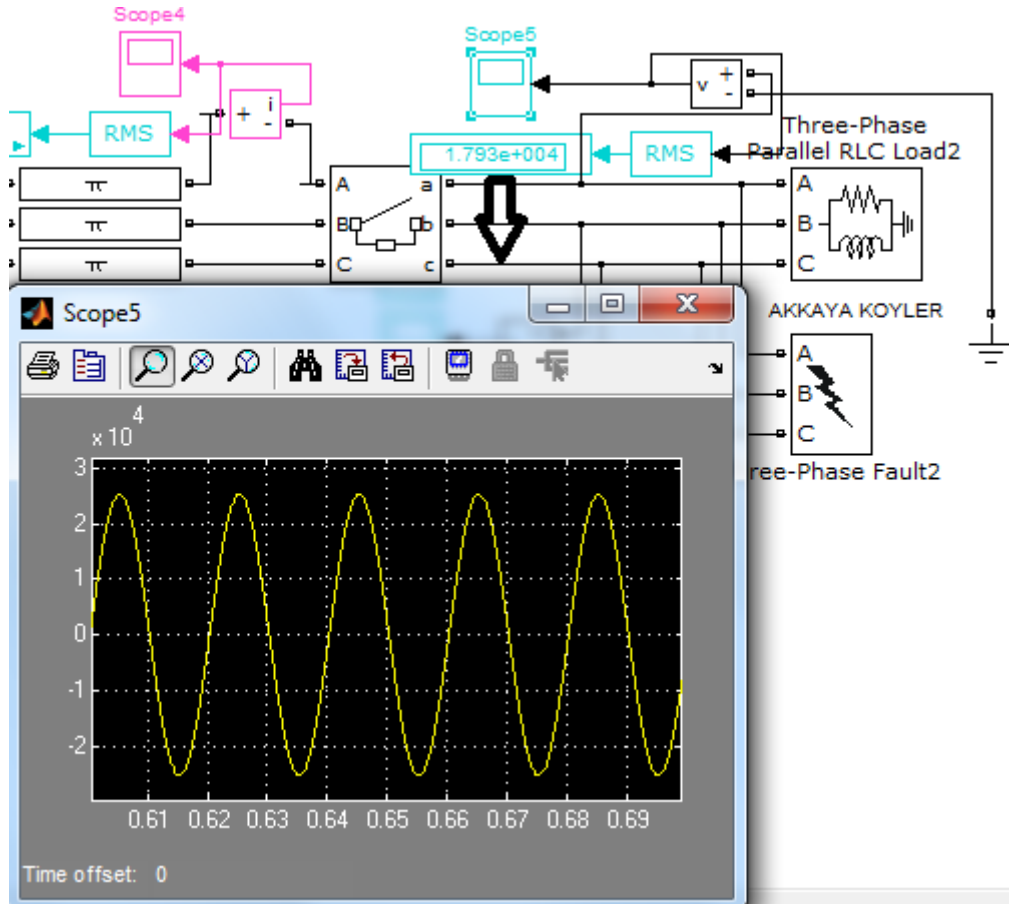 Scope4
Scope5
RMS
+ i -
v + -
1.793e+004
RMS
Three-Phase
Parallel RLC Load2
π
π
π
A a
B b
C c
A
B
C
AKKAYA KOYLER
A
B
C
ree-Phase Fault2
Scope5
x 10 4
3
2
1
0
-1
-2
0.61 0.62 0.63 0.64 0.65 0.66 0.67 0.68 0.69
Time offset: 0